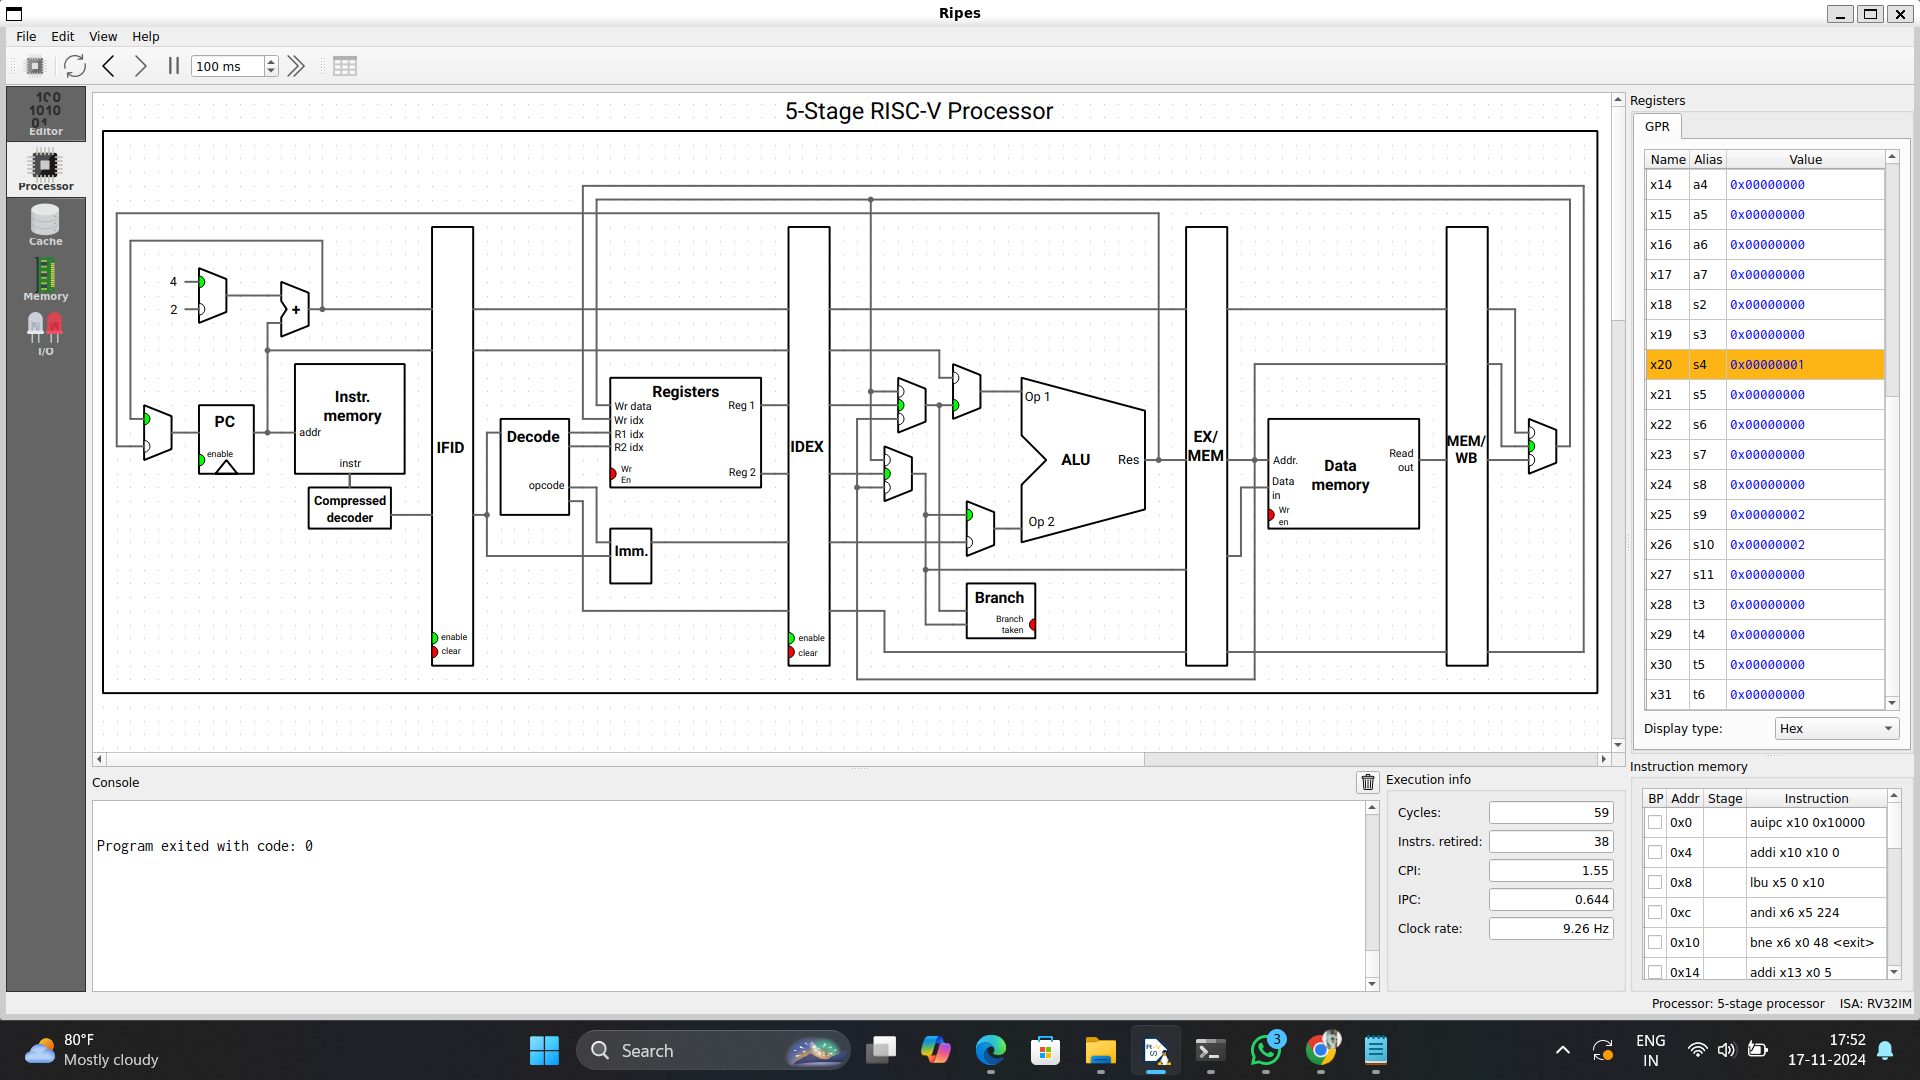 Ripes
File Edit View Help
100 ms
Editor
Processor
Cache
Memory
I/O
5-Stage RISC-V Processor
4
2
+
PC
enable
Instr.
memory
addr
instr
Compressed
decoder
IFID
enable
clear
Decode
opcode
Registers
Wr data
Wr idx
R1 idx
R2 idx
Wr
En
Reg 1
Reg 2
Imm.
IDEX
enable
clear
Op 1
ALU
Res
Op 2
Branch
Branch
taken
EX/
MEM
Addr.
Data
in
Wr
en
Data
memory
Read
out
MEM/
WB
Registers
GPR
Name Alias Value
x14 a4 0x00000000
x15 a5 0x00000000
x16 a6 0x00000000
x17 a7 0x00000000
x18 s2 0x00000000
x19 s3 0x00000000
x20 s4 0x00000001
x21 s5 0x00000000
x22 s6 0x00000000
x23 s7 0x00000000
x24 s8 0x00000000
x25 s9 0x00000002
x26 s10 0x00000002
x27 s11 0x00000000
x28 t3 0x00000000
x29 t4 0x00000000
x30 t5 0x00000000
x31 t6 0x00000000
Display type: Hex
Console
Program exited with code: 0
Execution info
Cycles: 59
Instrs. retired: 38
CPI: 1.55
IPC: 0.644
Clock rate: 9.26 Hz
Instruction memory
BP Addr Stage Instruction
0x0 auipc x10 0x10000
0x4 addi x10 x10 0
0x8 lbu x5 0 x10
0xc andi x6 x5 224
0x10 bne x6 x0 48 <exit>
0x14 addi x13 x0 5
Processor: 5-stage processor ISA: RV32IM
80°F
Mostly cloudy
Search
3
ENG
IN
17:52
17-11-2024